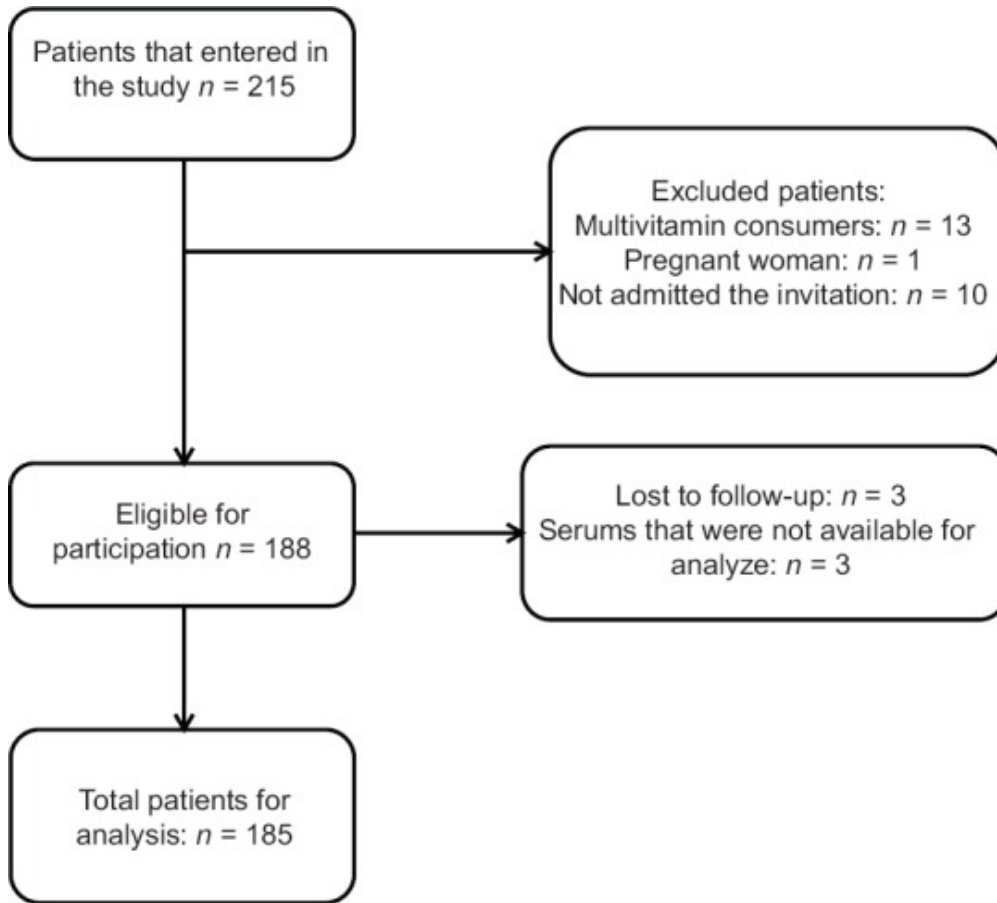 Patients that entered in
the study n = 215
Excluded patients:
Multivitamin consumers: n = 13
Pregnant woman: n = 1
Not admitted the invitation: n = 10
Eligible for
participation n = 188
Lost to follow-up: n = 3
Serums that were not available for
analyze: n = 3
Total patients for
analysis: n = 185